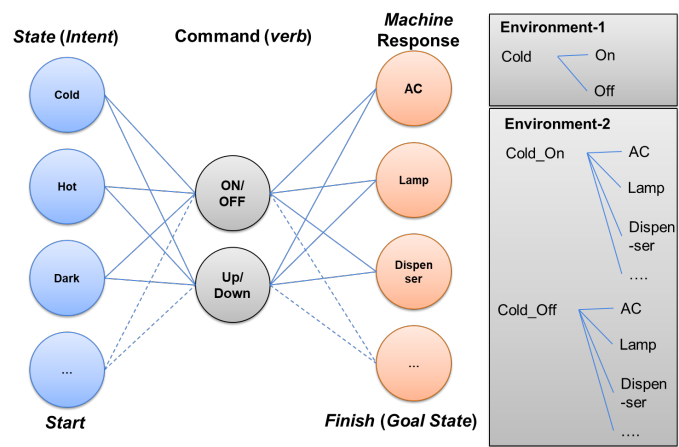 State (Intent)
Command (verb)
Machine
Response
Cold
Hot
Dark
...
Start
ON/
OFF
Up/
Down
AC
Lamp
Dispen
ser
...
Finish (Goal State)
Environment-1
Cold
On
Off
Environment-2
Cold_On
AC
Lamp
Dispen
-ser
....
Cold_Off
AC
Lamp
Dispen
-ser
....